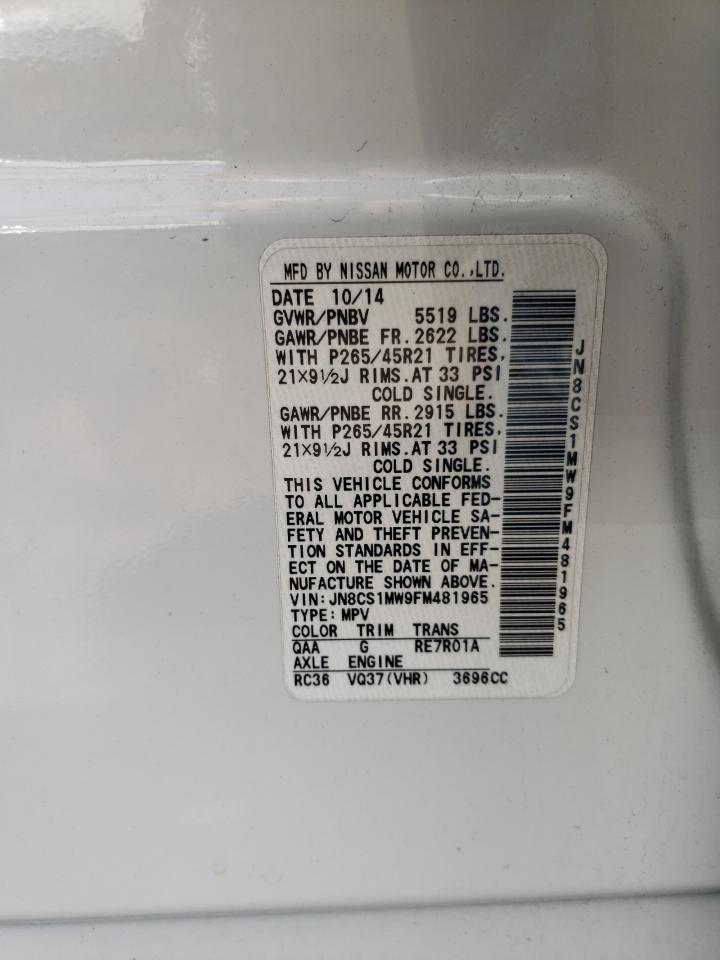 MFD BY NISSAN MOTOR CO.,LTD.
DATE 10/14
GVWR/PNBV 5519 LBS.
GAWR/PNBE FR. 2622 LBS.
WITH P265/45R21 TIRES,
21×9½J RIMS. AT 33 PSI
COLD SINGLE.
GAWR/PNBE RR. 2915 LBS.
WITH P265/45R21 TIRES,
21×9½J RIMS. AT 33 PSI
COLD SINGLE.
THIS VEHICLE CONFORMS
TO ALL APPLICABLE FED-
ERAL MOTOR VEHICLE SA-
FETY AND THEFT PREVEN-
TION STANDARDS IN EFF-
ECT ON THE DATE OF MA-
NUFACTURE SHOWN ABOVE.
VIN: JN8CS1MW9FM481965
TYPE: MPV
COLOR TRIM TRANS
QAA G RE7R01A
AXLE ENGINE
RC36 VQ37(VHR) 3696CC
JN8CS1MW9FM481965